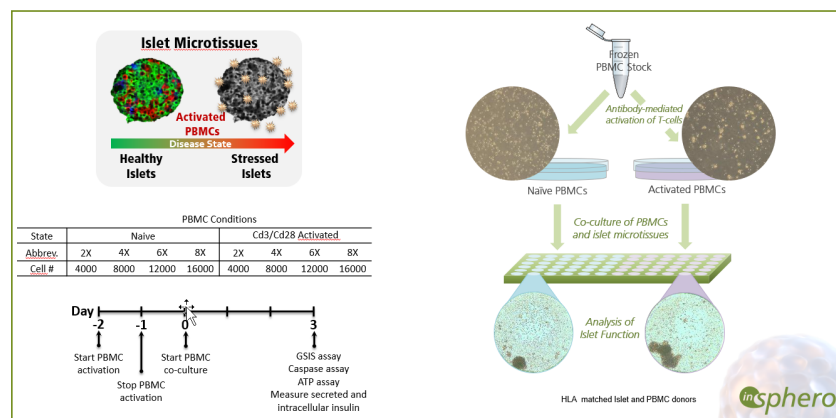 Islet Microtissues
Activated
PBMCs
Disease State
Healthy
Islets
Stressed
Islets
PBMC Conditions
State Naïve Cd3/Cd28 Activated
Abbrev. 2X 4X 6X 8X 2X 4X 6X 8X
Cell # 4000 8000 12000 16000 4000 8000 12000 16000
Day
-2 -1 0 3
Start PBMC
activation
Stop PBMC
activation
Start PBMC
co-culture
GSIS assay
Caspase assay
ATP assay
Measure secreted and
intracellular insulin
Frozen
PBMC Stock
Antibody-mediated
activation of T-cells
Naïve PBMCs
Activated PBMCs
Co-culture of PBMCs
and islet microtissues
Analysis of
Islet Function
HLA matched Islet and PBMC donors
insphero